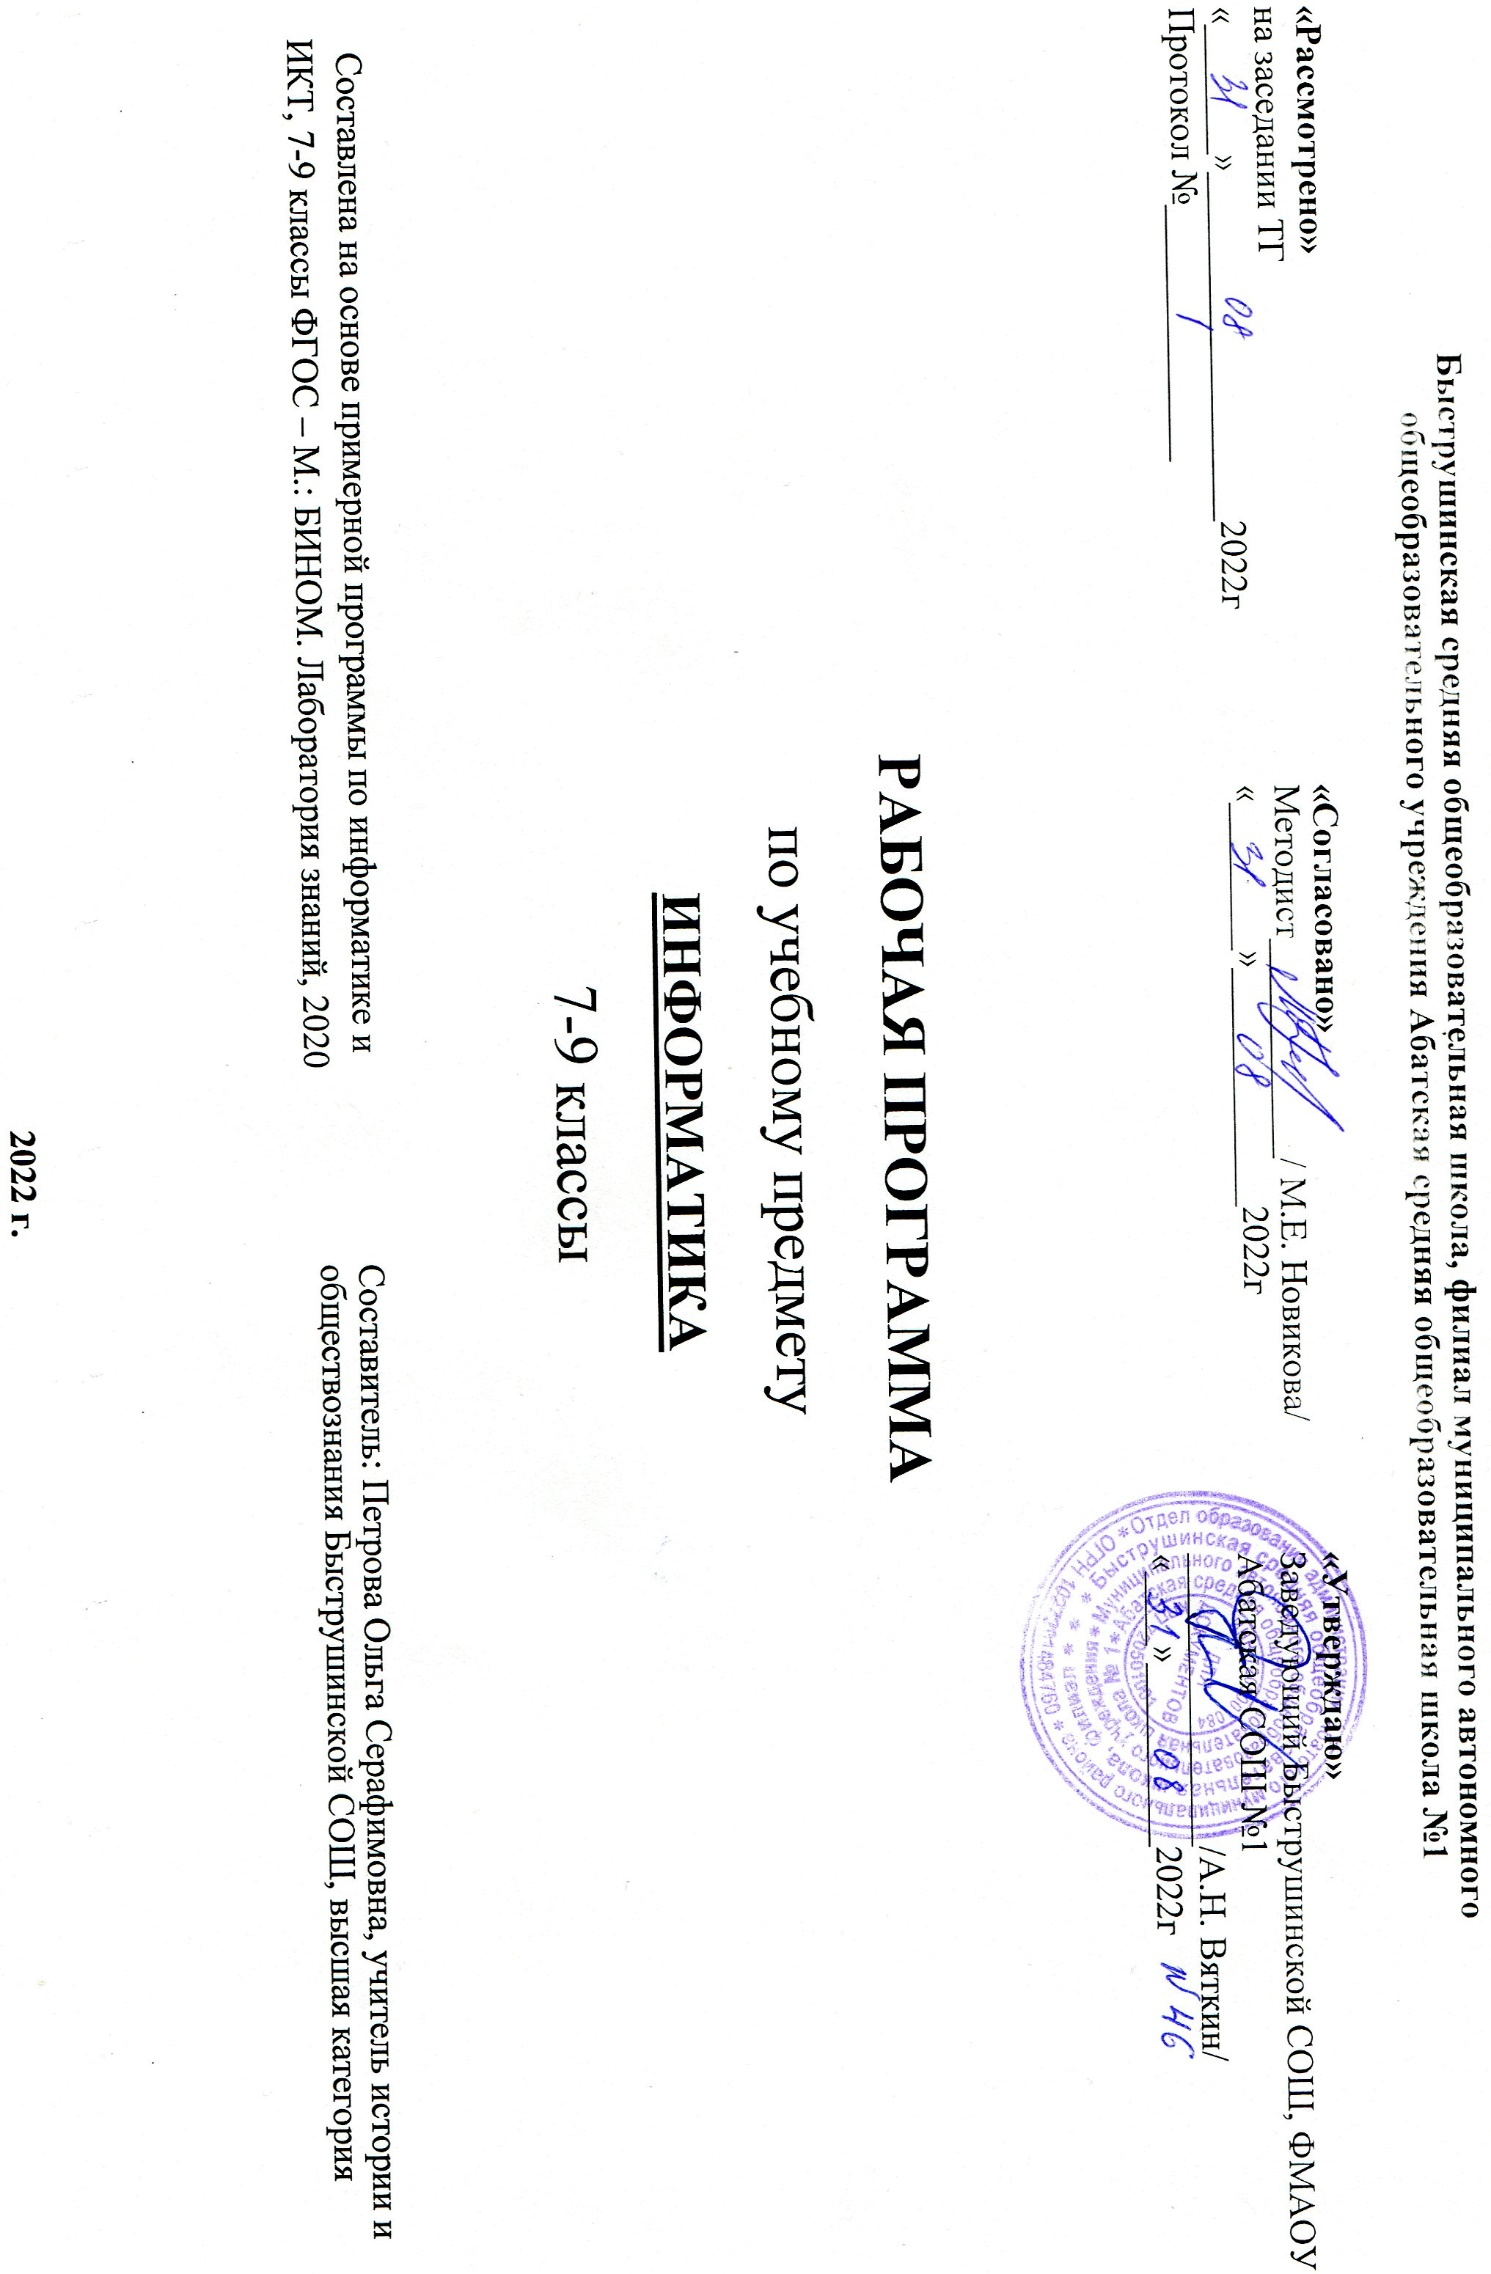 Быструшинская средняя общеобразовательная школа, филиал муниципального автономного
общеобразовательного учреждения Абатская средняя общеобразовательная школа №1
«Рассмотрено»
на заседании ТГ
« 31 » 08 2022г
Протокол № 1
«Согласовано»
Методист / М.Е. Новикова/
« 31 » 08 2022г
«Утверждаю»
Заведующий Быструшинской СОШ, ФМАОУ
Абатская СОШ №1
/А.Н. Вяткин/
« 31 » 08 2022г N 46
РАБОЧАЯ ПРОГРАММА
по учебному предмету
ИНФОРМАТИКА
7-9 классы
Составлена на основе примерной программы по информатике и
ИКТ, 7-9 классы ФГОС – М.: БИНОМ. Лаборатория знаний, 2020
Составитель: Петрова Ольга Серафимовна, учитель истории и
обществознания Быструшинской СОШ, высшая категория
2022 г.